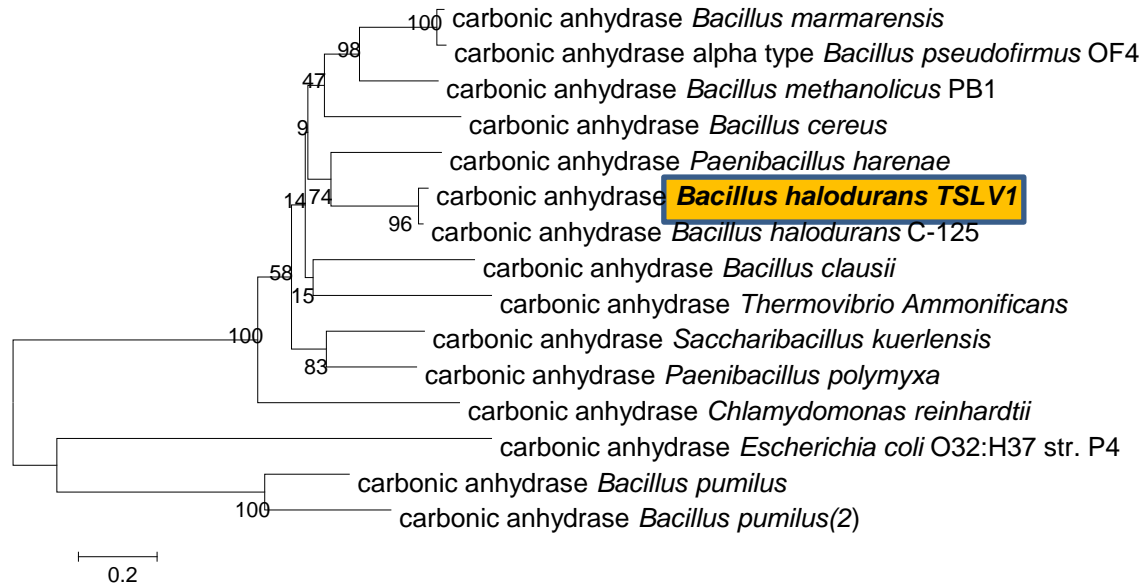 100 carbonic anhydrase Bacillus marmarensis
98 carbonic anhydrase alpha type Bacillus pseudofirmus OF4
47 carbonic anhydrase Bacillus methanolicus PB1
9 carbonic anhydrase Bacillus cereus
carbonic anhydrase Paenibacillus harenae
14 74 carbonic anhydrase Bacillus halodurans TSLV1
96 carbonic anhydrase Bacillus halodurans C-125
58 carbonic anhydrase Bacillus clausii
15 carbonic anhydrase Thermovibrio Ammonificans
100 carbonic anhydrase Saccharibacillus kuerlensis
83 carbonic anhydrase Paenibacillus polymyxa
carbonic anhydrase Chlamydomonas reinhardtii
carbonic anhydrase Escherichia coli O32:H37 str. P4
carbonic anhydrase Bacillus pumilus
100 carbonic anhydrase Bacillus pumilus(2)
0.2